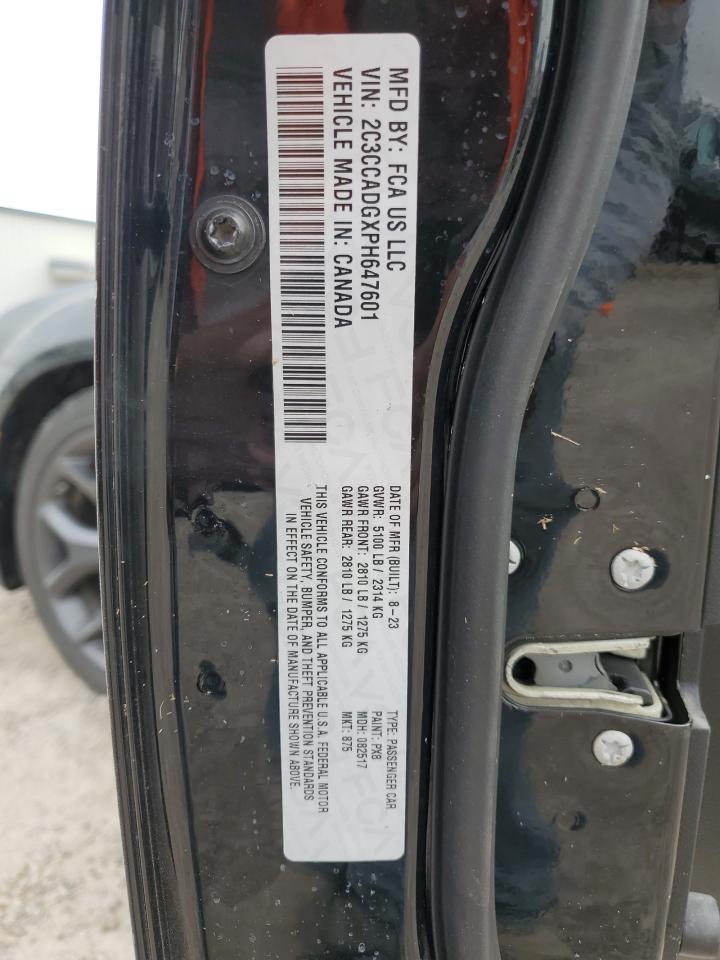 MFD BY: FCA US LLC
VIN: 2C3CCADGXPH647601
VEHICLE MADE IN: CANADA
DATE OF MFR (BUILT): 8-23
GVWR: 5100 LB / 2314 KG
GAWR FRONT: 2810 LB / 1275 KG
GAWR REAR: 2810 LB / 1275 KG
TYPE: PASSENGER CAR
PAINT: PX8
MDH: 082517
MKT: 875
THIS VEHICLE CONFORMS TO ALL APPLICABLE U.S.A. FEDERAL MOTOR
VEHICLE SAFETY, BUMPER, AND THEFT PREVENTION STANDARDS
IN EFFECT ON THE DATE OF MANUFACTURE SHOWN ABOVE.